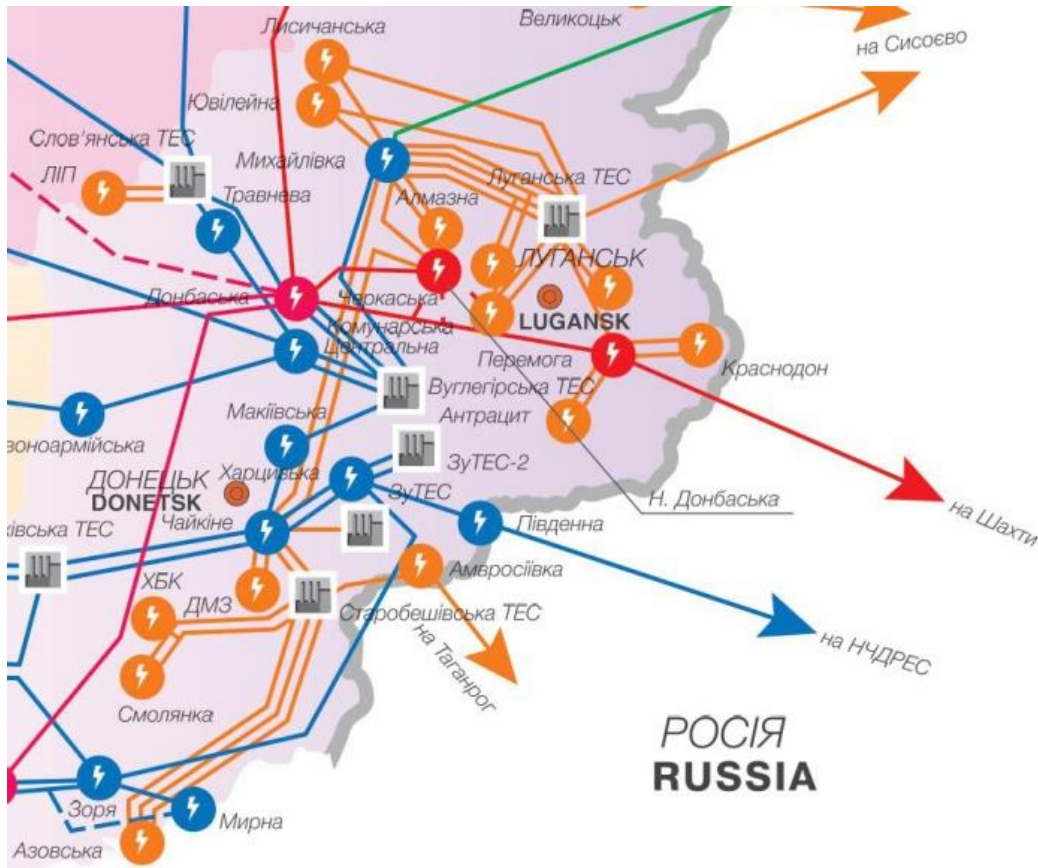 Великоцьк
Лисичанська
на Сисоєво
Ювілейна
Слов'янська ТЕС
Михайлівка
ЛІП
Травнева
Алмазна
Луганська ТЕС
ЛУГАНСЬК
LUGANSK
Донбаська
Черкаська
Комунарська
Центральна
Перемога
Краснодон
Вуглегірська ТЕС
Макіївська
Антрацит
воноармійська
ЗуТЕС-2
ДОНЕЦЬК
DONETSK
Харцизька
ЗуТЕС
Н. Донбаська
на Шахти
Чайкіне
Південна
ківська ТЕС
ХБК
ДМЗ
Амвросіївка
Старобешівська ТЕС
на Таганрог
на НЧДРЕС
Смолянка
РОСІЯ
RUSSIA
Зоря
Мирна
Азовська